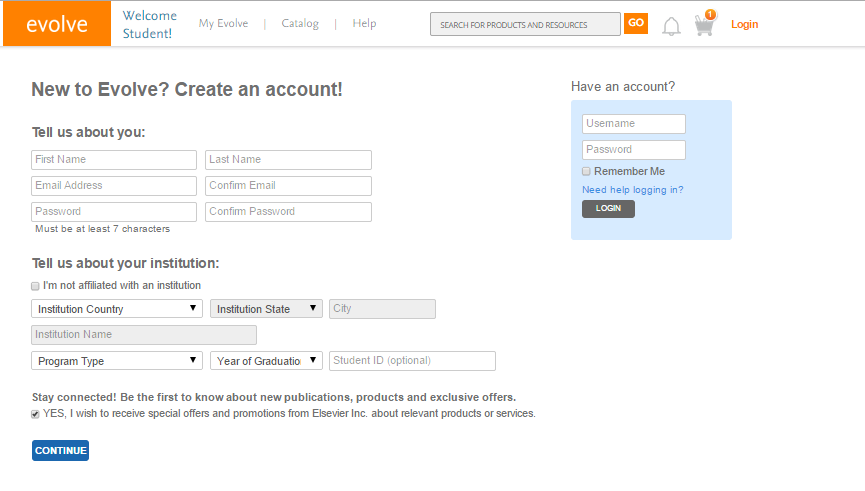 evolve
Welcome
Student!
My Evolve | Catalog | Help
SEARCH FOR PRODUCTS AND RESOURCES
GO
1
Login
New to Evolve? Create an account!
Tell us about you:
First Name Last Name
Email Address Confirm Email
Password Confirm Password
Must be at least 7 characters
Tell us about your institution:
I'm not affiliated with an institution
Institution Country Institution State City
Institution Name
Program Type Year of Graduation Student ID (optional)
Stay connected! Be the first to know about new publications, products and exclusive offers.
YES, I wish to receive special offers and promotions from Elsevier Inc. about relevant products or services.
CONTINUE
Have an account?
Username
Password
Remember Me
Need help logging in?
LOGIN